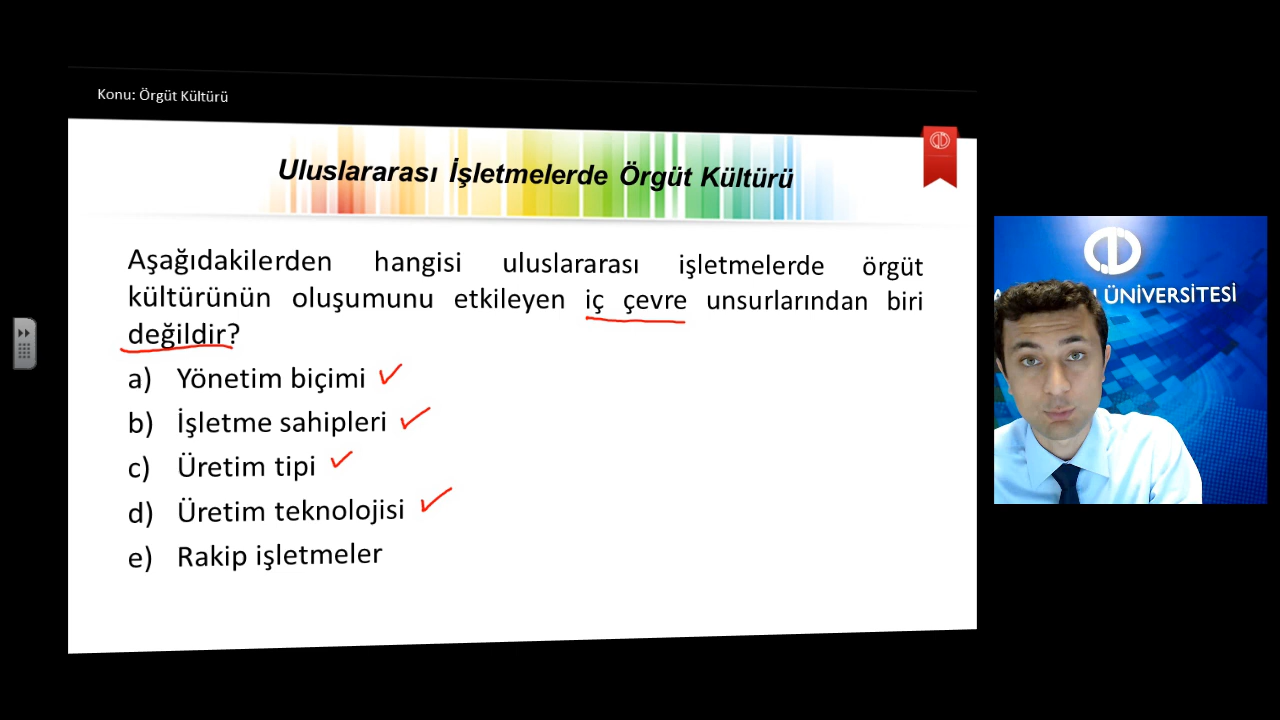 Konu: Örgüt Kültürü
Uluslararası İşletmelerde Örgüt Kültürü
Aşağıdakilerden hangisi uluslararası işletmelerde örgüt
kültürünün oluşumunu etkileyen iç çevre unsurlarından biri
değildir?
a) Yönetim biçimi
b) İşletme sahipleri
c) Üretim tipi
d) Üretim teknolojisi
e) Rakip işletmeler
ÜNİVERSİTESİ